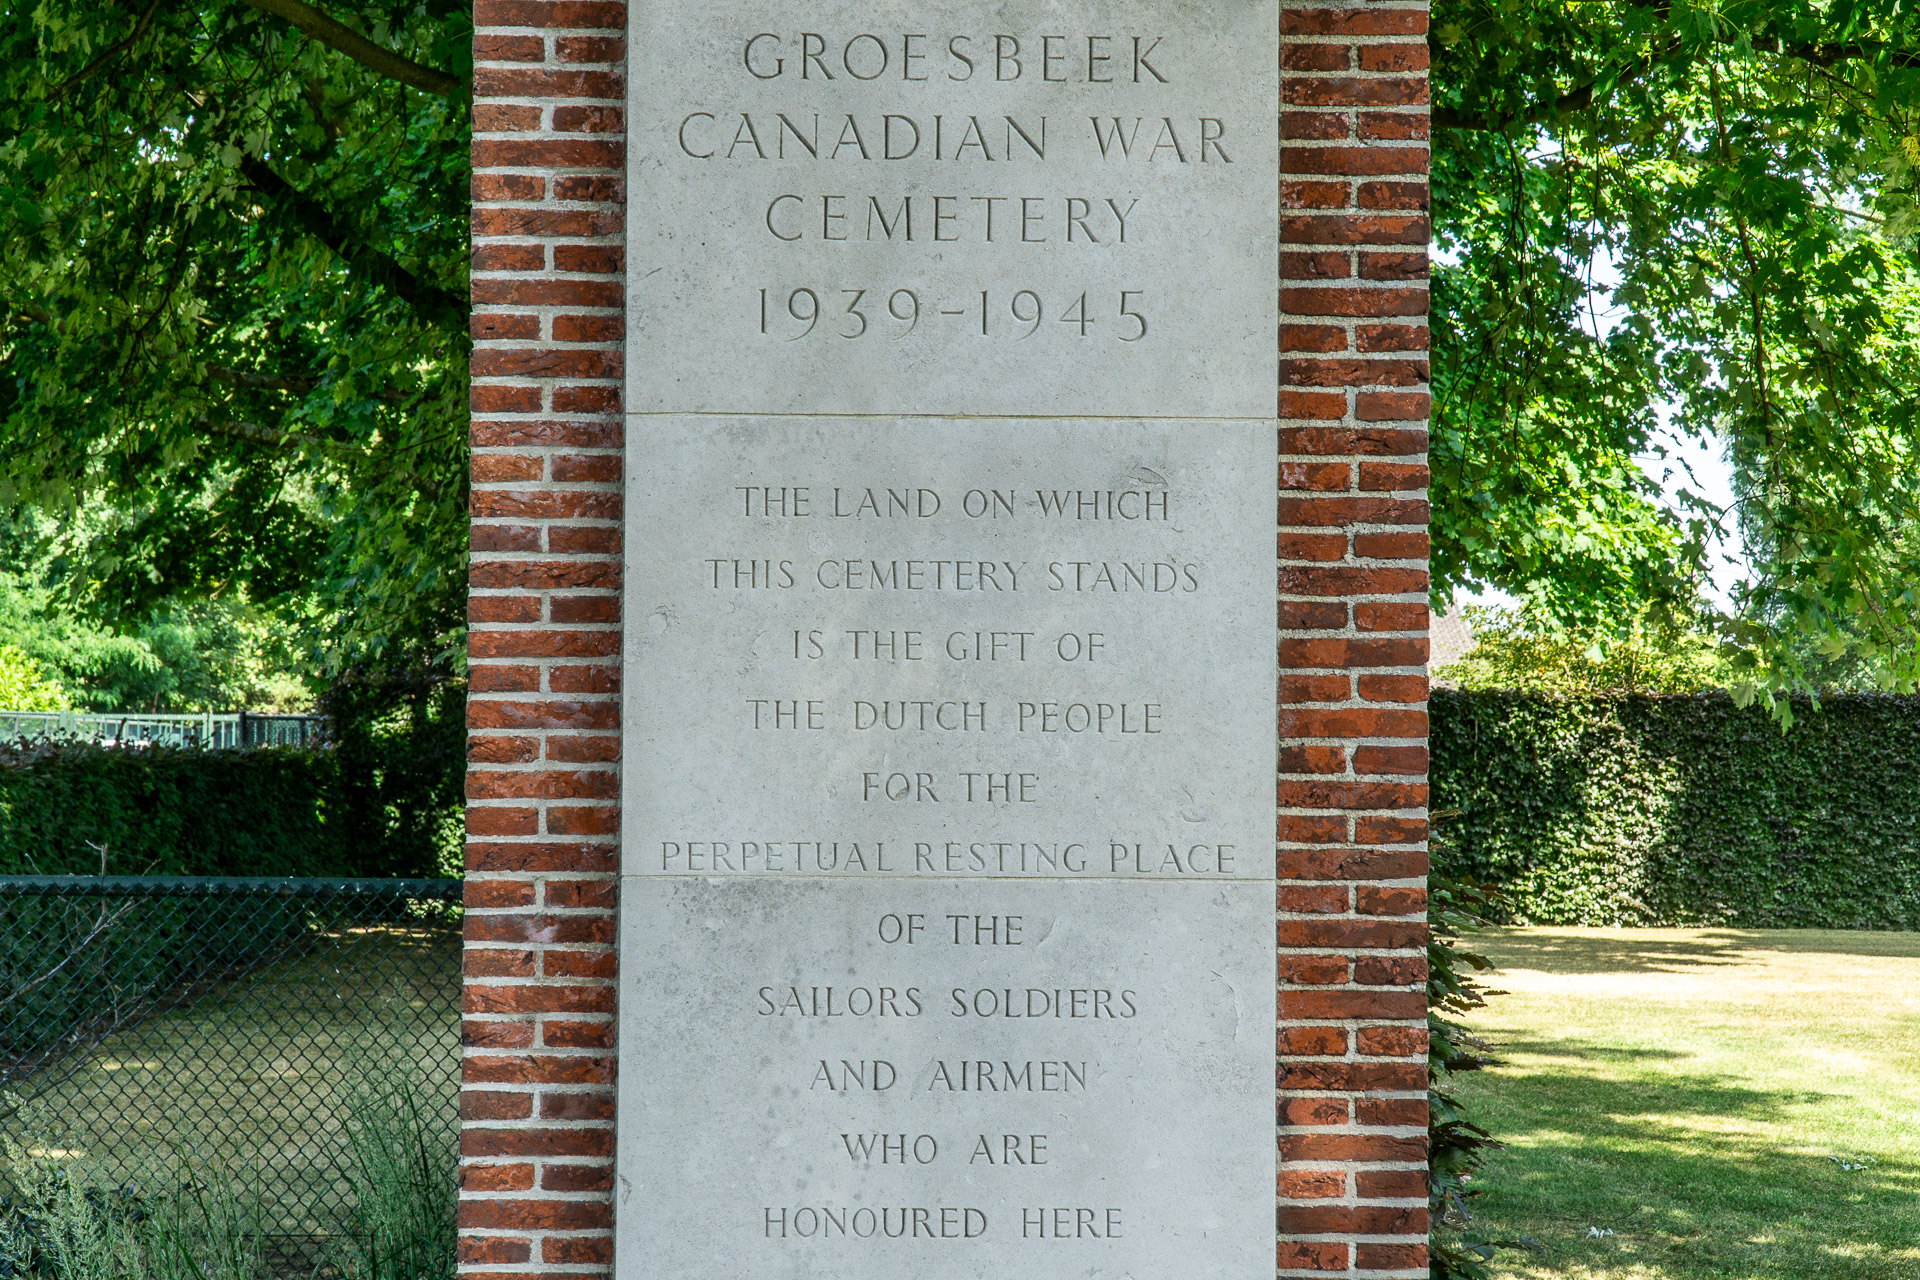 GROESBEEK
CANADIAN WAR
CEMETERY
1939-1945
THE LAND ON WHICH
THIS CEMETERY STANDS
IS THE GIFT OF
THE DUTCH PEOPLE
FOR THE
PERPETUAL RESTING PLACE
OF THE
SAILORS SOLDIERS
AND AIRMEN
WHO ARE
HONOURED HERE